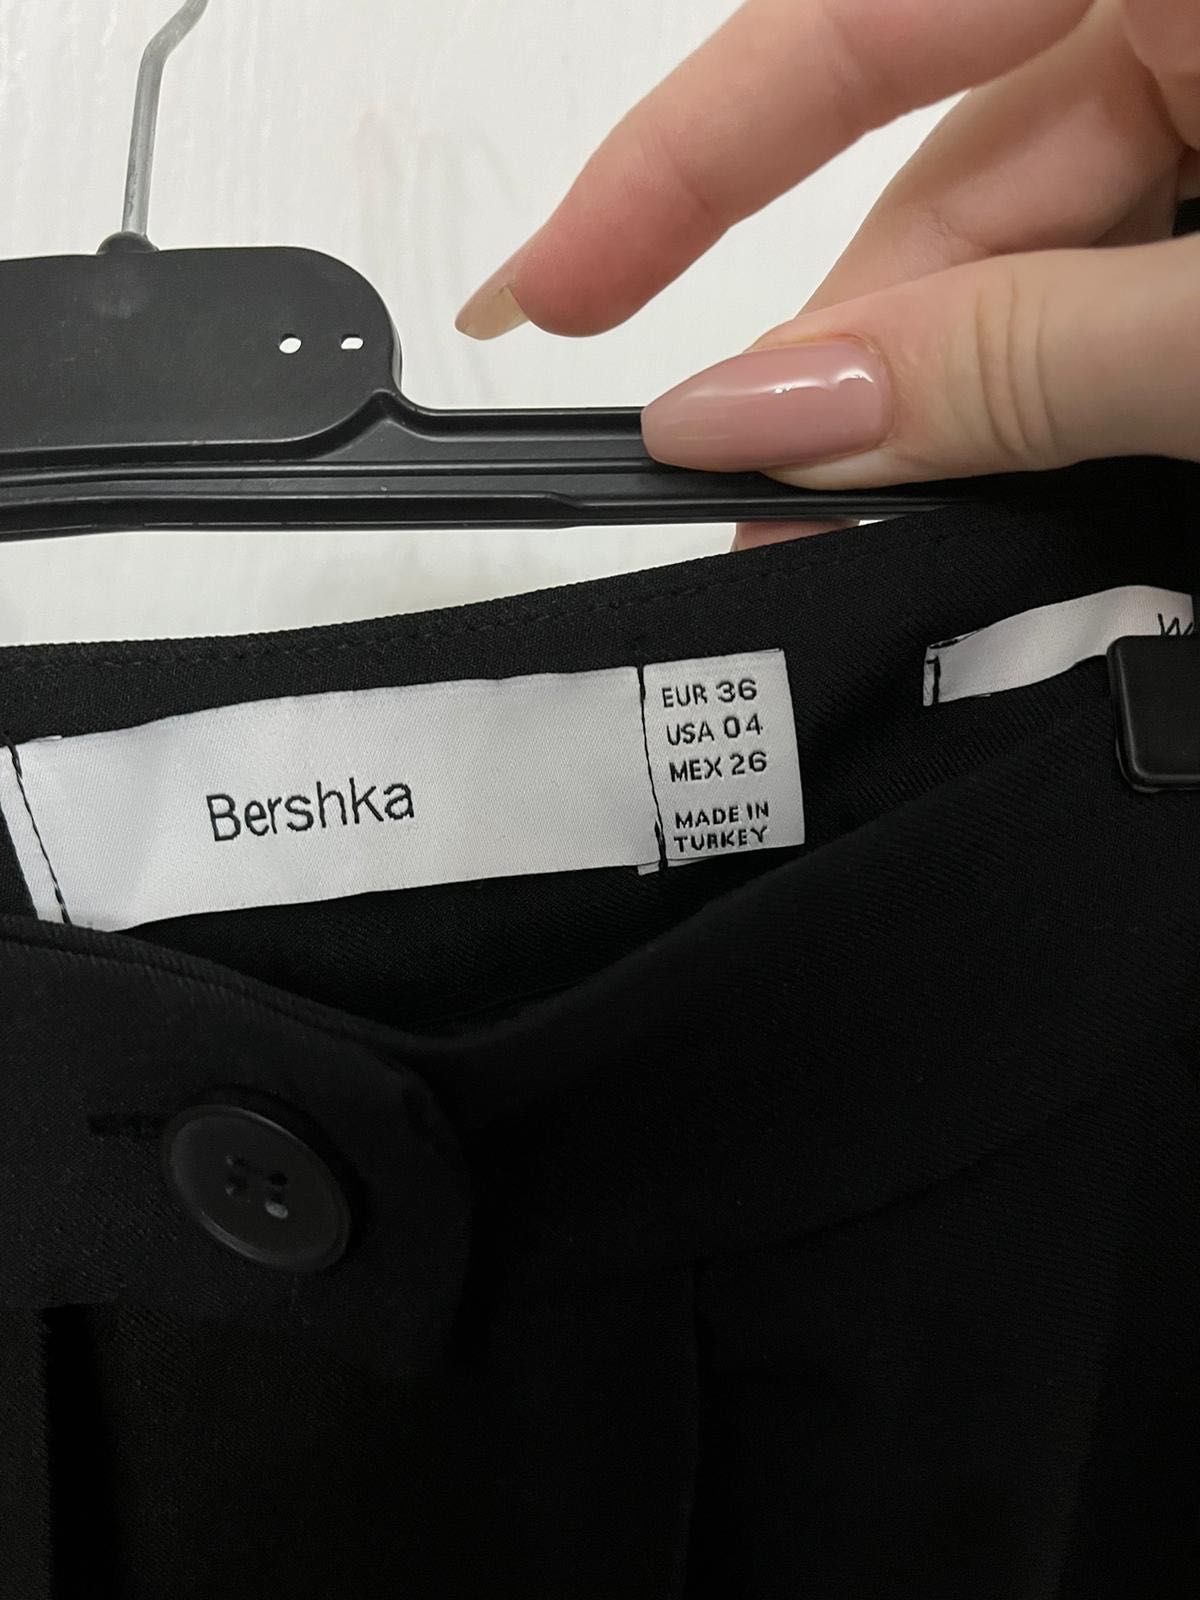 Bershka
EUR 36
USA 04
MEX 26
MADE IN
TURKEY